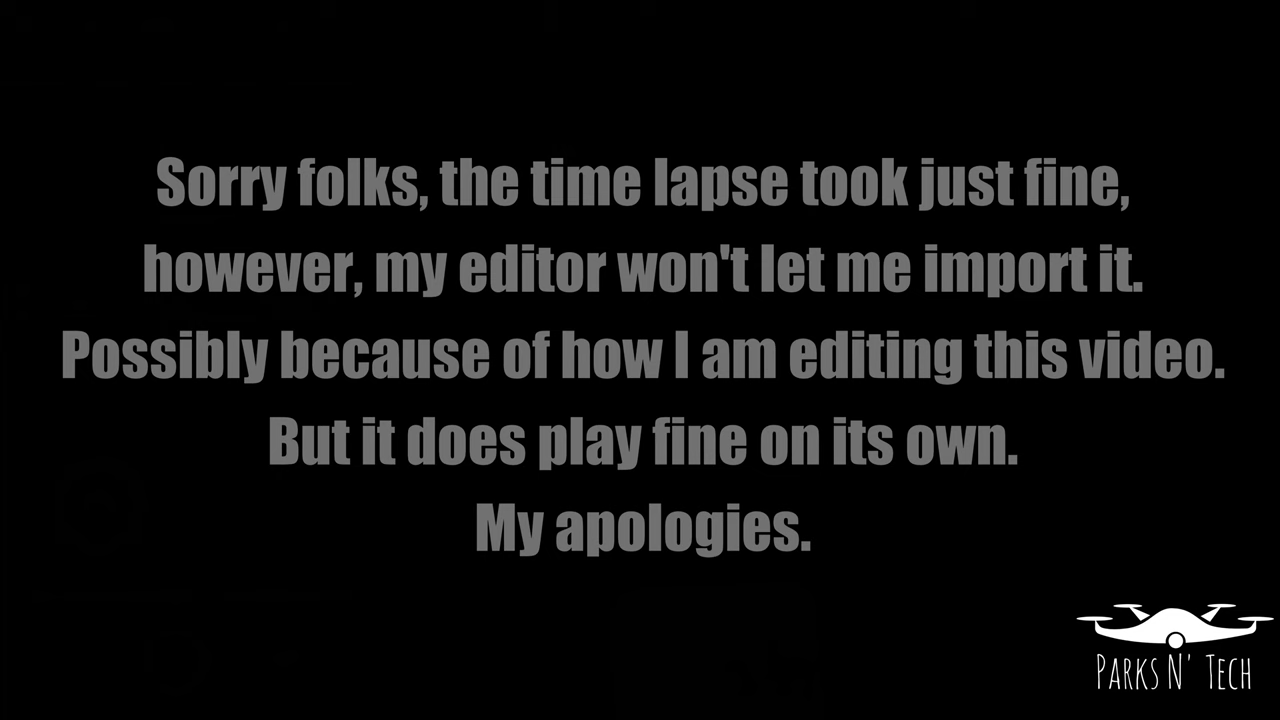 Sorry folks, the time lapse took just fine,
however, my editor won't let me import it.
Possibly because of how I am editing this video.
But it does play fine on its own.
My apologies.
PARKS N' TECH